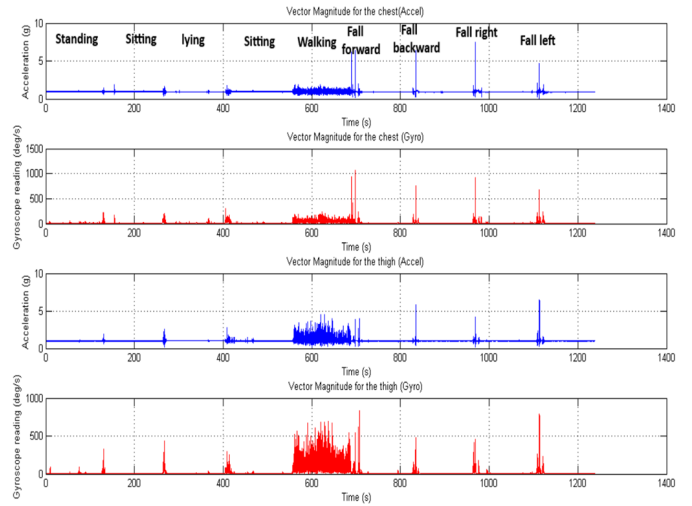 Vector Magnitude for the chest(Accel)
Acceleration (g)
10
5
0
Standing Sitting lying Sitting Walking Fall forward Fall backward Fall right Fall left
0 200 400 600 800 1000 1200 1400
Time (s)
Vector Magnitude for the chest (Gyro)
Gyroscope reading (deg/s)
1500
1000
500
0
0 200 400 600 800 1000 1200 1400
Time (s)
Vector Magnitude for the thigh (Accel)
Acceleration (g)
10
5
0
0 200 400 600 800 1000 1200 1400
Time (s)
Vector Magnitude for the thigh (Gyro)
Gyroscope reading (deg/s)
1000
500
0
0 200 400 600 800 1000 1200 1400
Time (s)